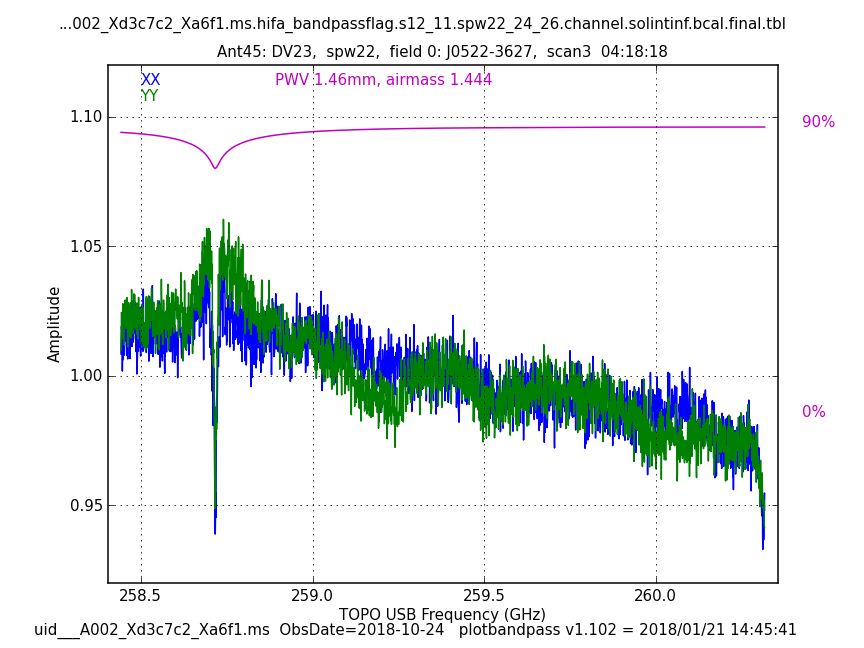 ...002_Xd3c7c2_Xa6f1.ms.hifa_bandpassflag.s12_11.spw22_24_26.channel.solintinf.bcal.final.tbl
Ant45: DV23,  spw22,  field 0: J0522-3627,  scan3  04:18:18
XX
PWV 1.46mm, airmass 1.444
YY
1.10
90%
1.05
Amplitude
1.00
0%
0.95
258.5
259.0
259.5
260.0
TOPO USB Frequency (GHz)
uid___A002_Xd3c7c2_Xa6f1.ms  ObsDate=2018-10-24   plotbandpass v1.102 = 2018/01/21 14:45:41